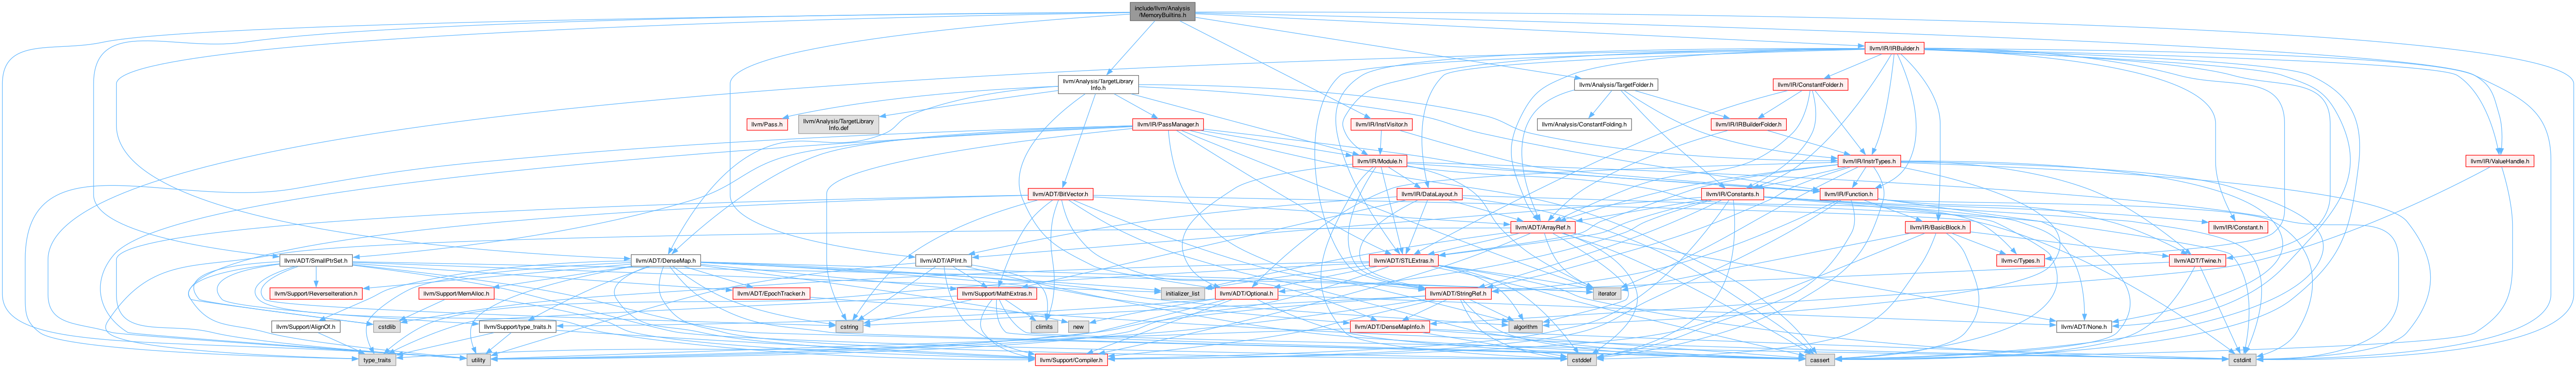 include/llvm/Analysis
/MemoryBuiltins.h
llvm/IR/IRBuilder.h
llvm/Analysis/TargetLibrary
Info.h
llvm/Analysis/TargetFolder.h
llvm/IR/ConstantFolder.h
llvm/Pass.h
llvm/Analysis/TargetLibrary
Info.def
llvm/IR/PassManager.h
llvm/IR/InstVisitor.h
llvm/Analysis/ConstantFolding.h
llvm/IR/IRBuilderFolder.h
llvm/IR/Module.h
llvm/IR/InstrTypes.h
llvm/IR/ValueHandle.h
llvm/ADT/BitVector.h
llvm/IR/DataLayout.h
llvm/IR/Constants.h
llvm/IR/Function.h
llvm/ADT/ArrayRef.h
llvm/IR/BasicBlock.h
llvm/IR/Constant.h
llvm/ADT/SmallPtrSet.h
llvm/ADT/DenseMap.h
llvm/ADT/APInt.h
llvm/ADT/STLExtras.h
llvm-c/Types.h
llvm/ADT/Twine.h
llvm/Support/ReverseIteration.h
llvm/Support/MemAlloc.h
llvm/ADT/EpochTracker.h
llvm/Support/MathExtras.h
initializer_list
llvm/ADT/Optional.h
llvm/ADT/StringRef.h
iterator
llvm/Support/AlignOf.h
cstdlib
llvm/Support/type_traits.h
cstring
climits
new
llvm/ADT/DenseMapInfo.h
algorithm
llvm/ADT/None.h
type_traits
utility
llvm/Support/Compiler.h
cstddef
cassert
cstdint